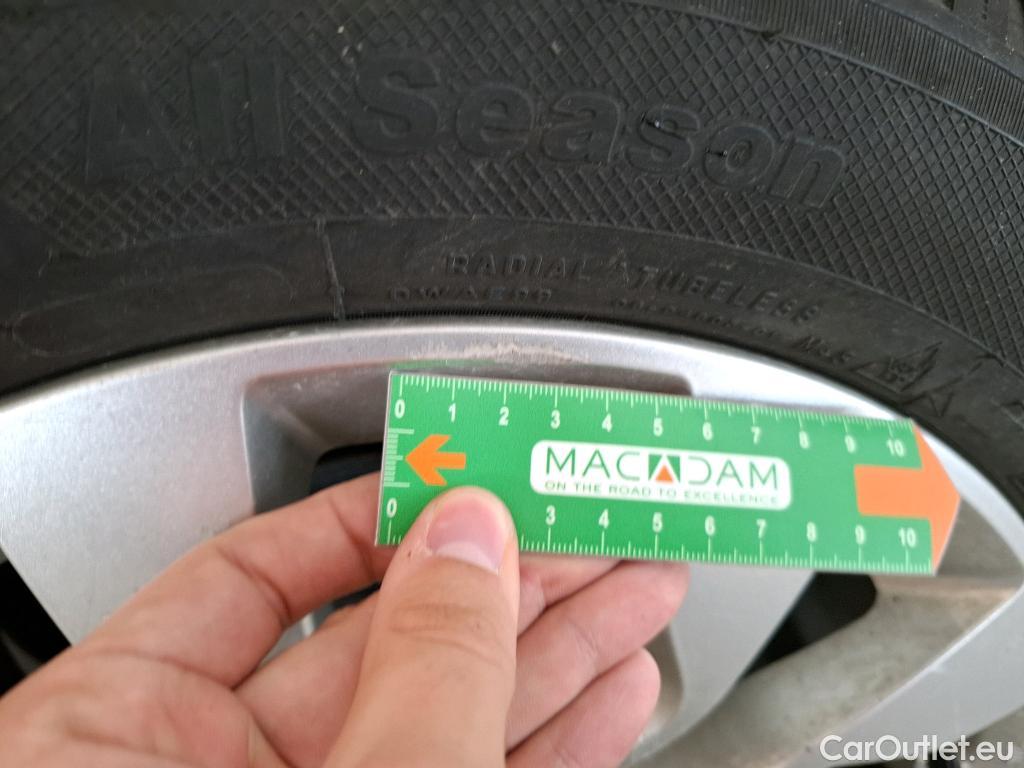 All Season
RADIAL TUBELESS
0 1 2 3 4 5 6 7 8 9 10
MACADAM
ON THE ROAD TO EXCELLENCE
0 3 4 5 6 7 8 9 10
CarOutlet.eu